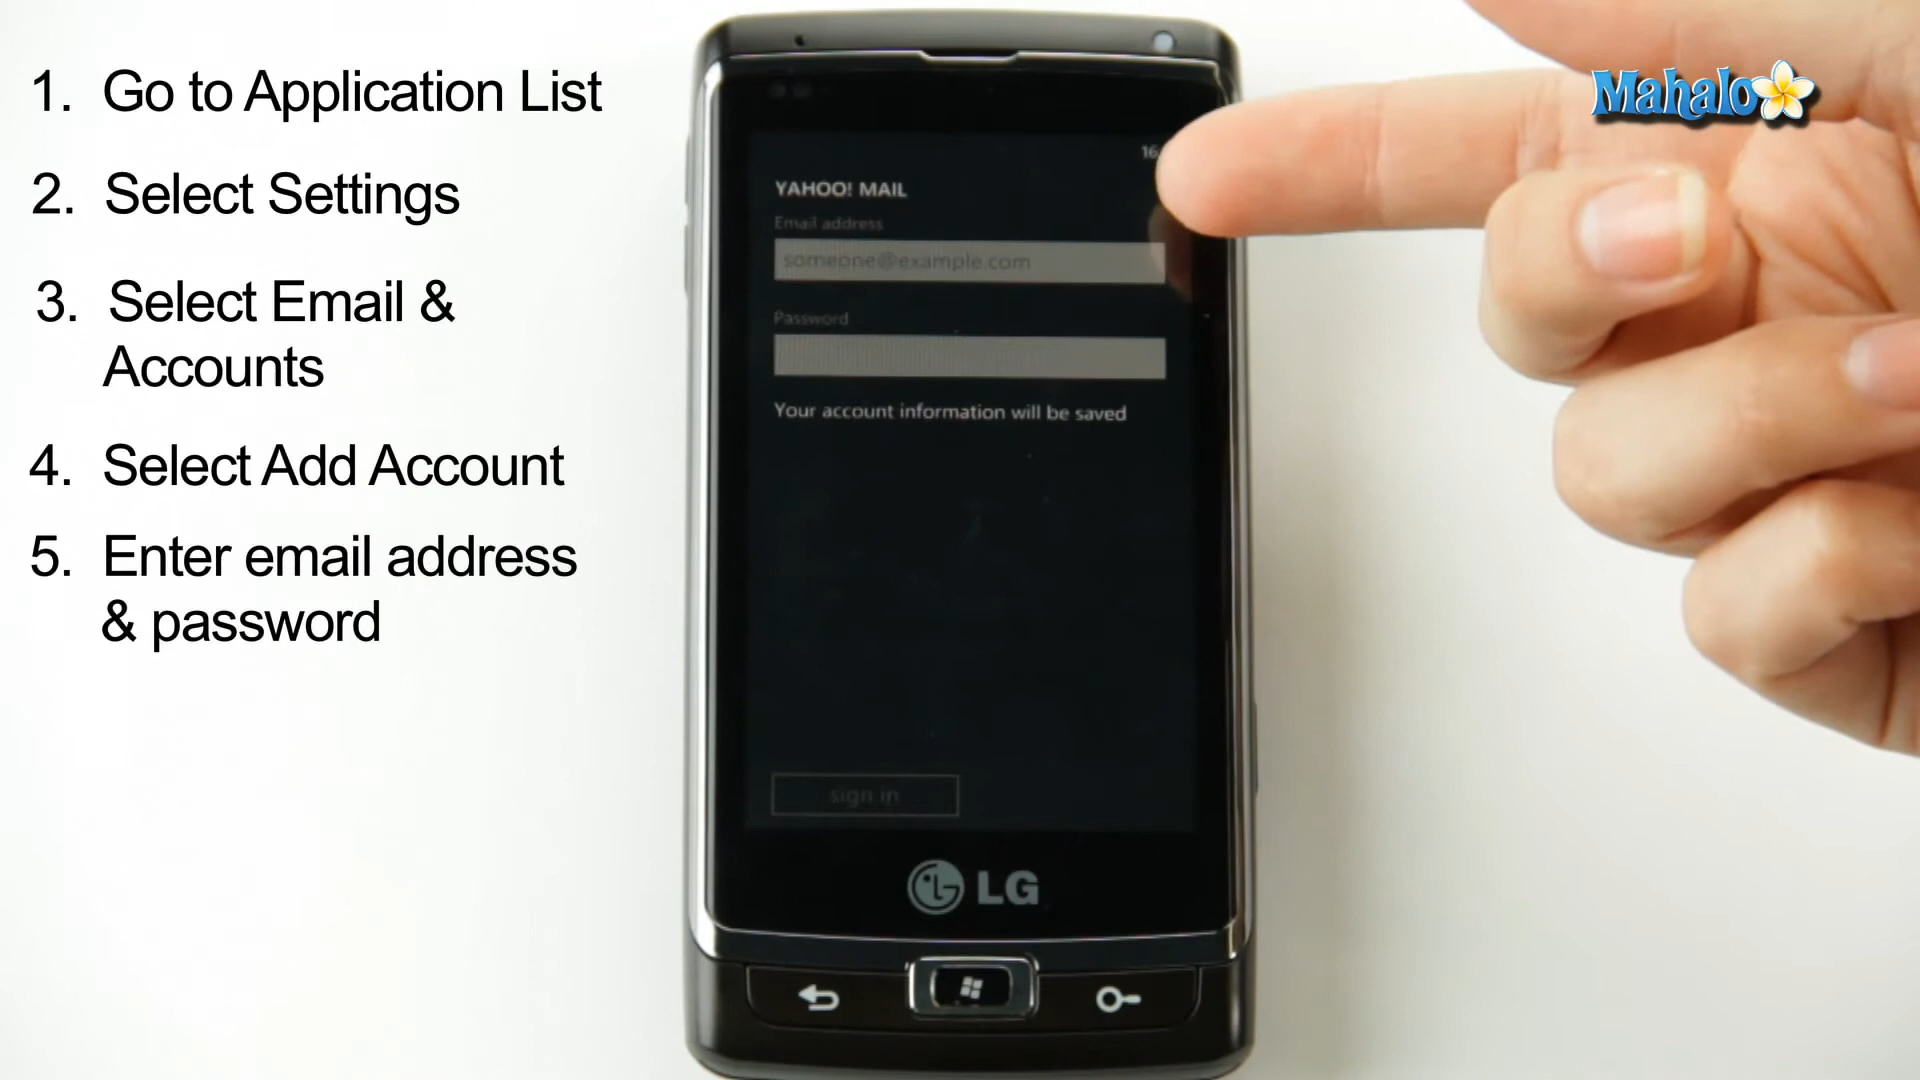 1. Go to Application List
2. Select Settings
3. Select Email &
Accounts
4. Select Add Account
5. Enter email address
& password
Mahalo
16
YAHOO! MAIL
Email address
someone@example.com
Password
Your account information will be saved
sign in
LG